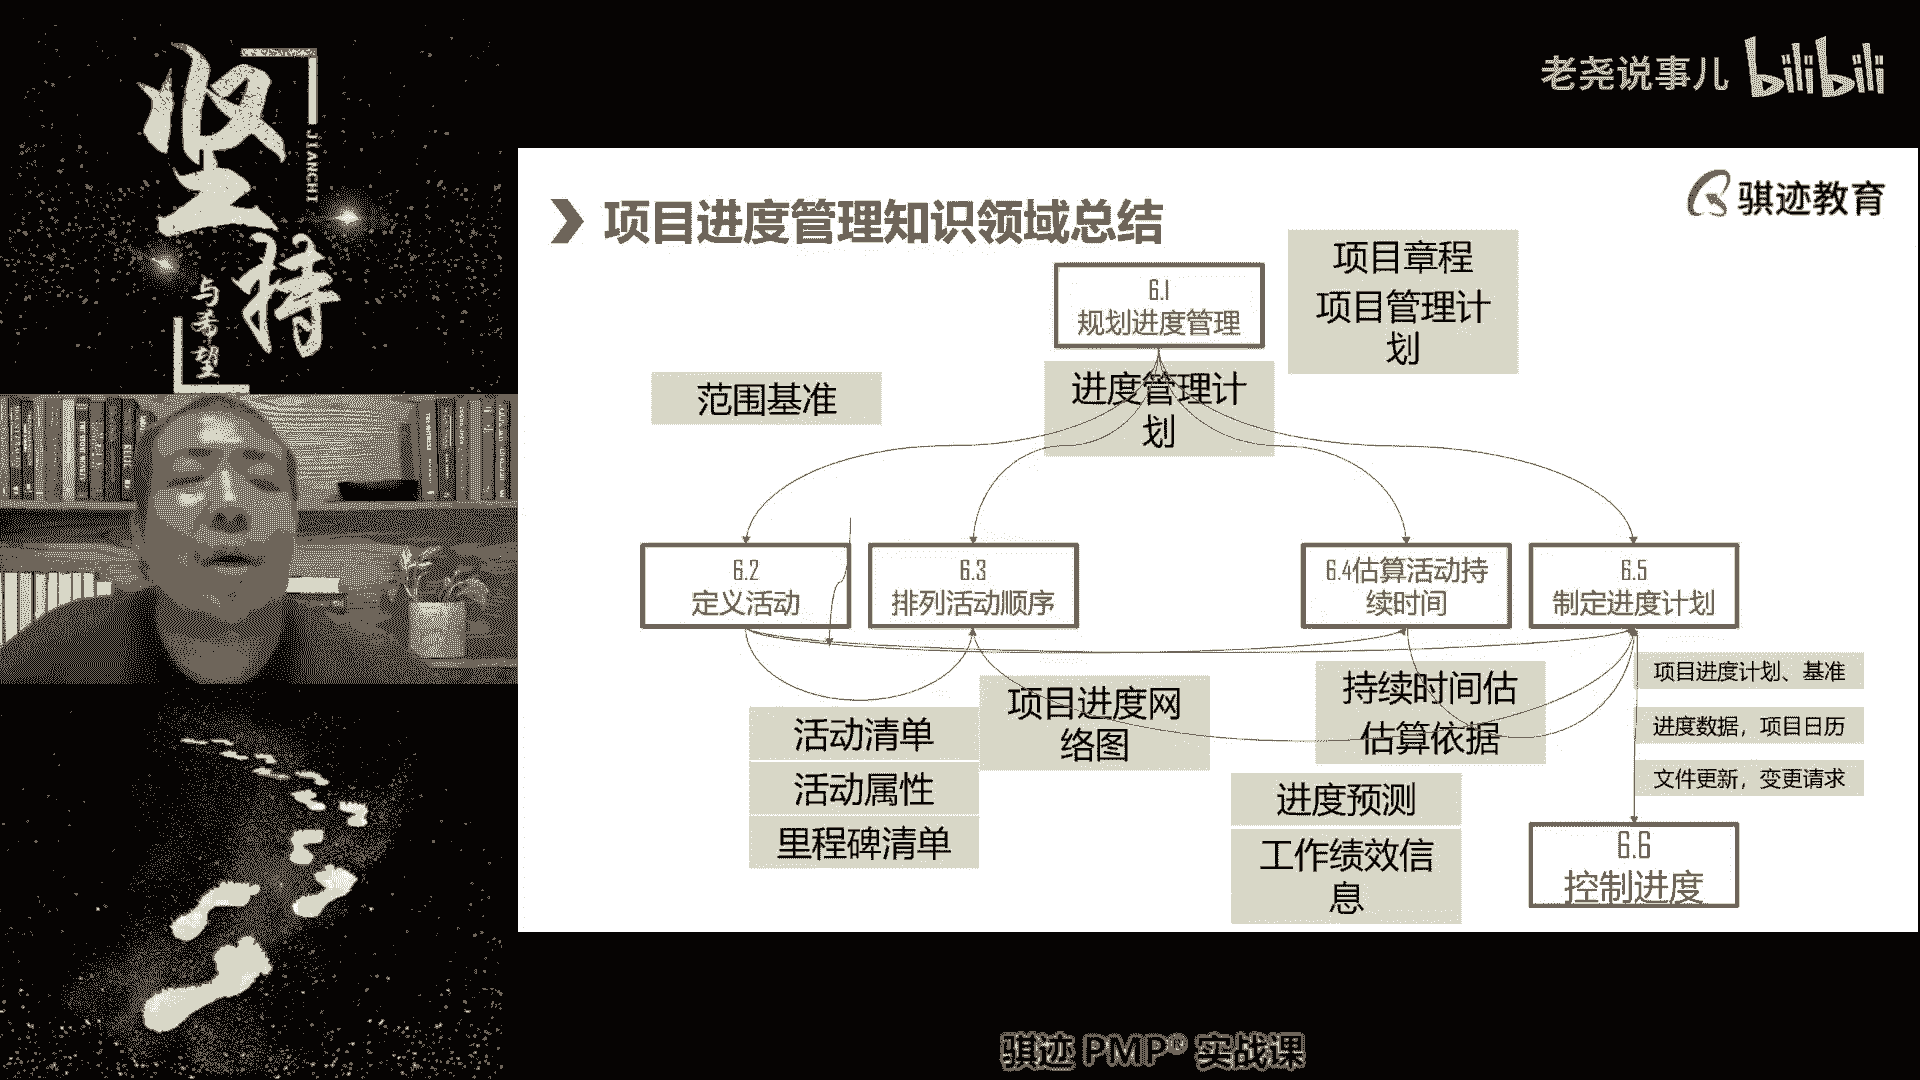 坚持
JIANCHI
与希望
老尧说事儿 bilibili
骐迹教育
项目进度管理知识领域总结
项目章程
项目管理计
划
6.1
规划进度管理
范围基准
进度管理计
划
6.2
定义活动
6.3
排列活动顺序
6.4估算活动持
续时间
6.5
制定进度计划
项目进度计划、基准
进度数据，项目日历
文件更新，变更请求
活动清单
活动属性
里程碑清单
项目进度网
络图
持续时间估
估算依据
进度预测
工作绩效信
息
6.6
控制进度
骐迹 PMP® 实战课